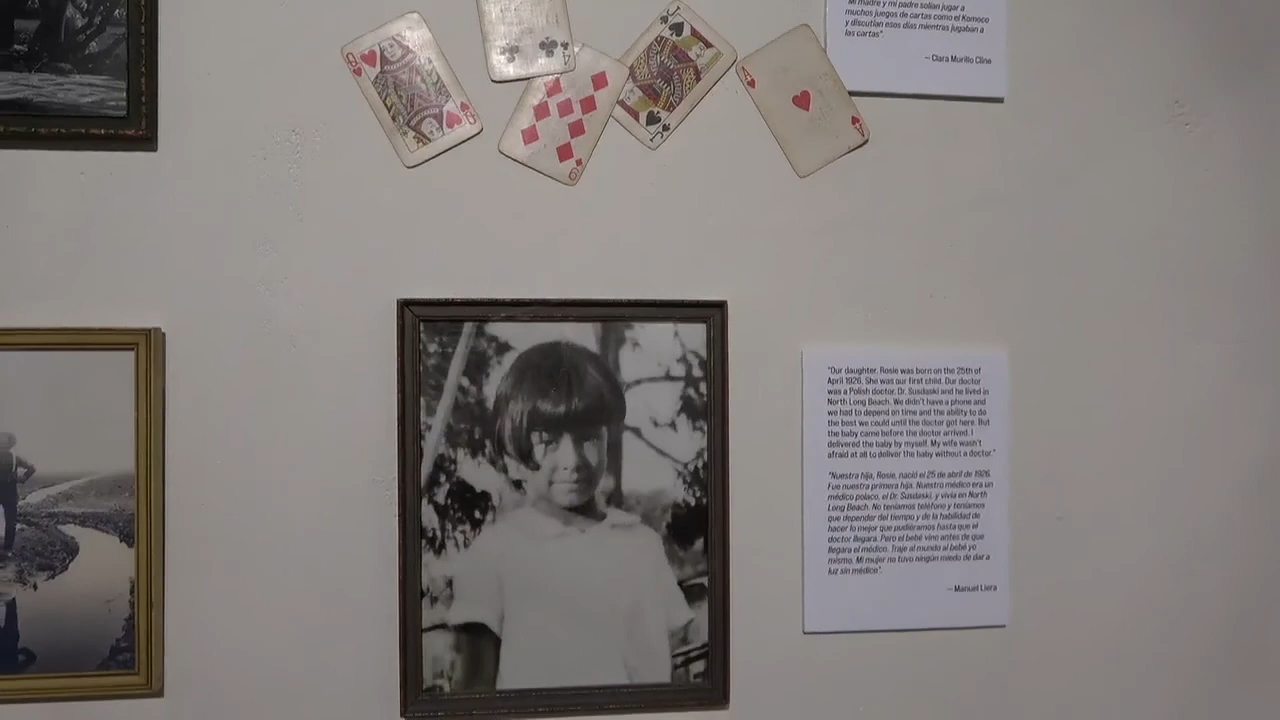 "Mi madre y mi padre solían jugar a
muchos juegos de cartas como el Komoco
y discutían esos días mientras jugaban a
las cartas".
— Clara Murillo Cline
Q
Q
4
9
J
J
A
A
"Our daughter, Rosie was born on the 25th of
April 1926. She was our first child. Our doctor
was a Polish doctor, Dr. Susdaski and he lived in
North Long Beach. We didn't have a phone and
we had to depend on time and the ability to do
the best we could until the doctor got here. But
the baby came before the doctor arrived. I
delivered the baby by myself. My wife wasn't
afraid at all to deliver the baby without a doctor."
"Nuestra hija, Rosie, nació el 25 de abril de 1926.
Fue nuestra primera hija. Nuestro médico era un
médico polaco, el Dr. Susdaski, y vivía en North
Long Beach. No teníamos teléfono y teníamos
que depender del tiempo y de la habilidad de
hacer lo mejor que pudiéramos hasta que el
doctor llegara. Pero el bebé vino antes de que
llegara el médico. Traje al mundo al bebé yo
mismo. Mi mujer no tuvo ningún miedo de dar a
luz sin médico".
— Manuel Liera